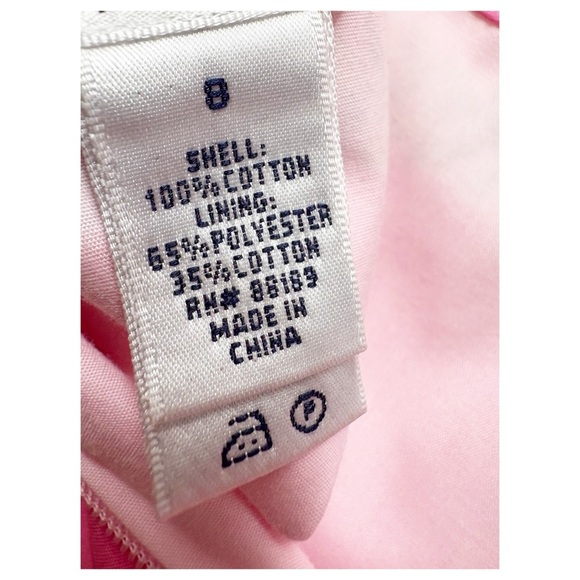 8
SHELL:
100% COTTON
LINING:
65% POLYESTER
35% COTTON
RN# 88189
MADE IN
CHINA
P